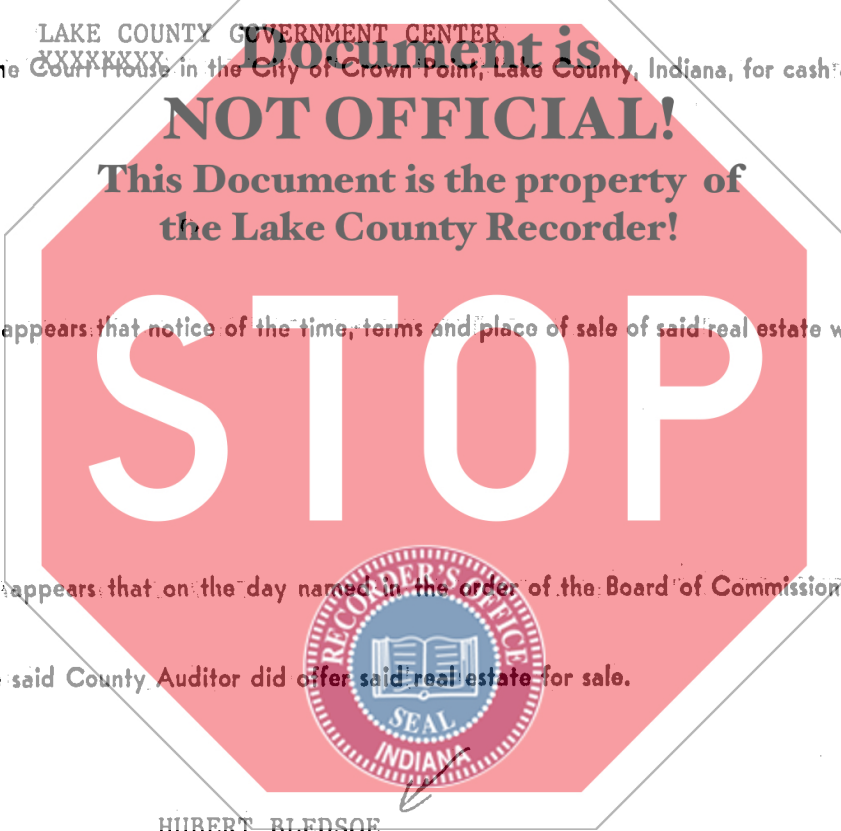 LAKE COUNTY GOVERNMENT CENTER
Document is
XXXXXXXX
Court House in the City of Crown Point, Lake County, Indiana, for cash
NOT OFFICIAL!
This Document is the property of
the Lake County Recorder!
appears that notice of the time, terms and place of sale of said real estate
STOP
appears that on the day named in the order of the Board of Commission
RECORDER'S OFFICE
said County Auditor did offer said real estate for sale.
SEAL
INDIANA
HUBERT BLEDSOE